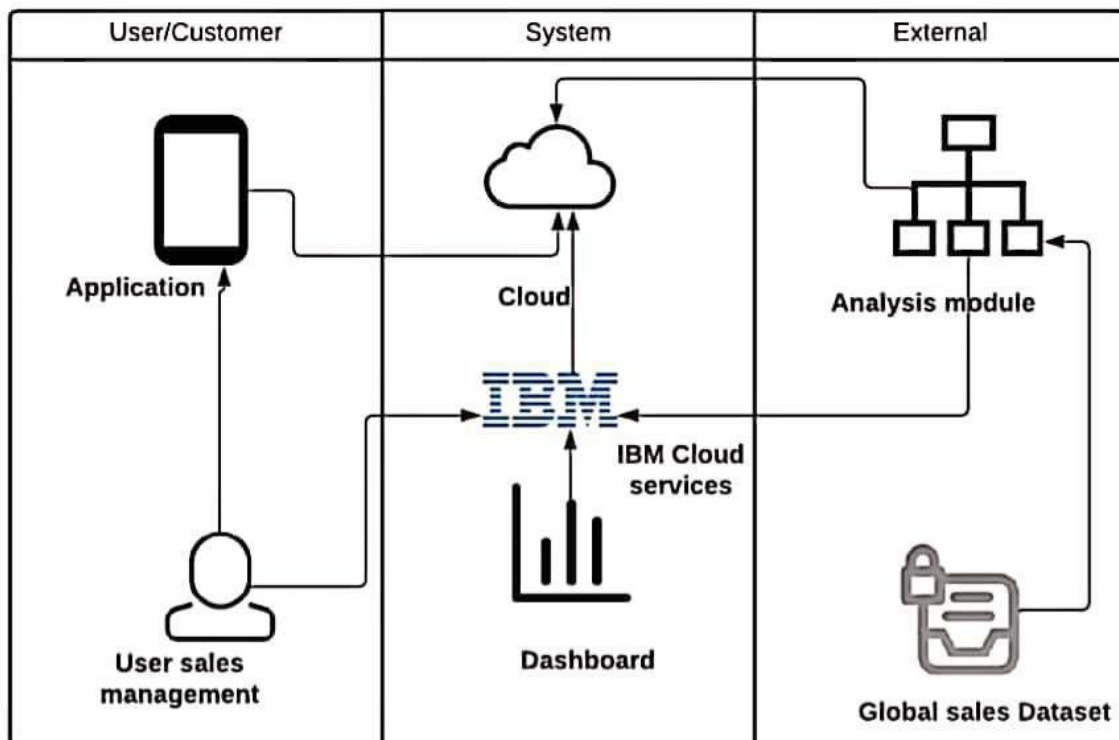 User/Customer
System
External
Application
Cloud
Analysis module
IBM
IBM Cloud
services
User sales
management
Dashboard
Global sales Dataset